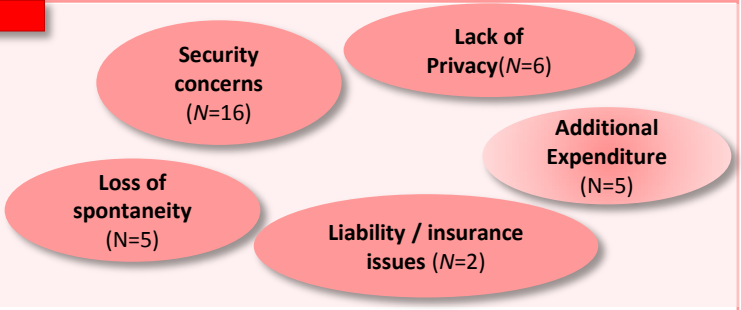 Security
concerns
(N=16)
Lack of
Privacy(N=6)
Additional
Expenditure
(N=5)
Loss of
spontaneity
(N=5)
Liability / insurance
issues (N=2)